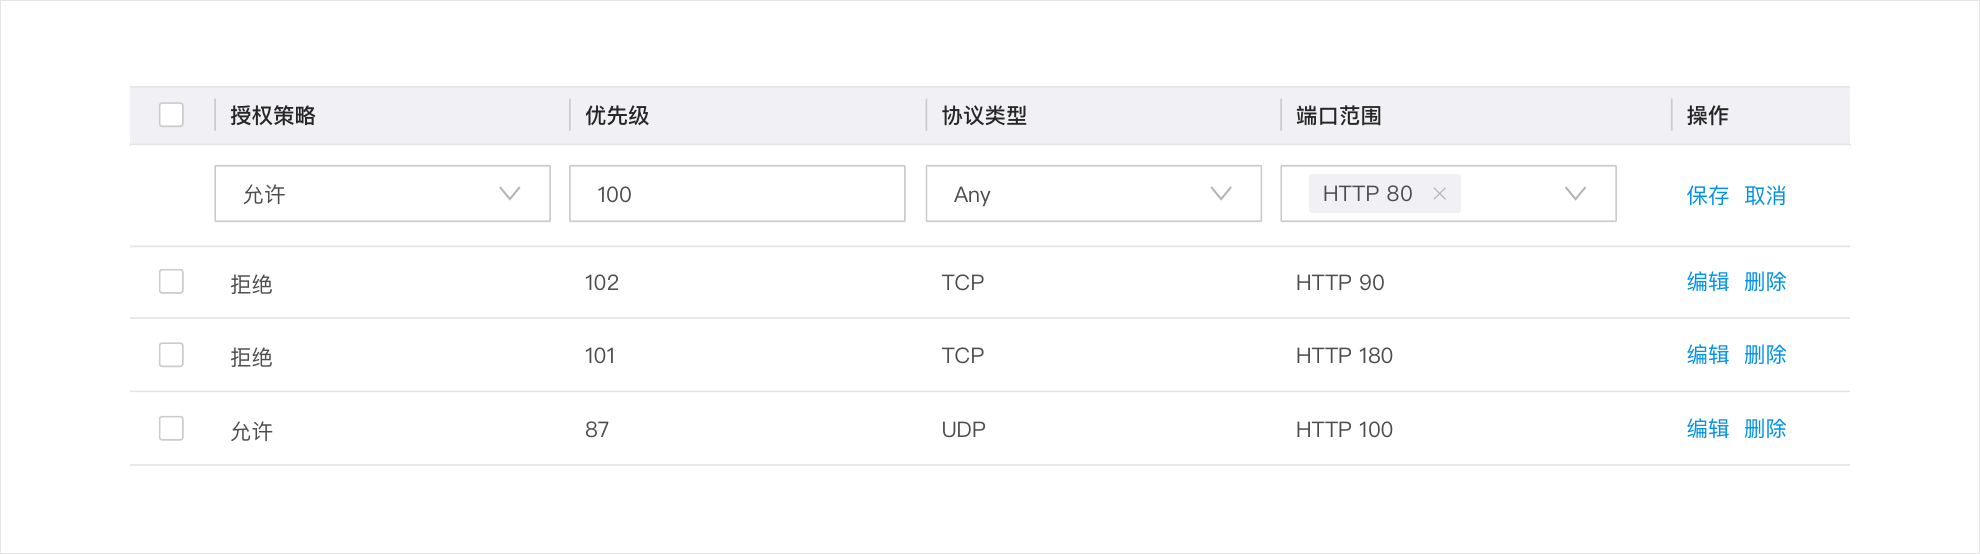 授权策略 优先级 协议类型 端口范围 操作
允许 100 Any HTTP 80 × 保存 取消
拒绝 102 TCP HTTP 90 编辑 删除
拒绝 101 TCP HTTP 180 编辑 删除
允许 87 UDP HTTP 100 编辑 删除